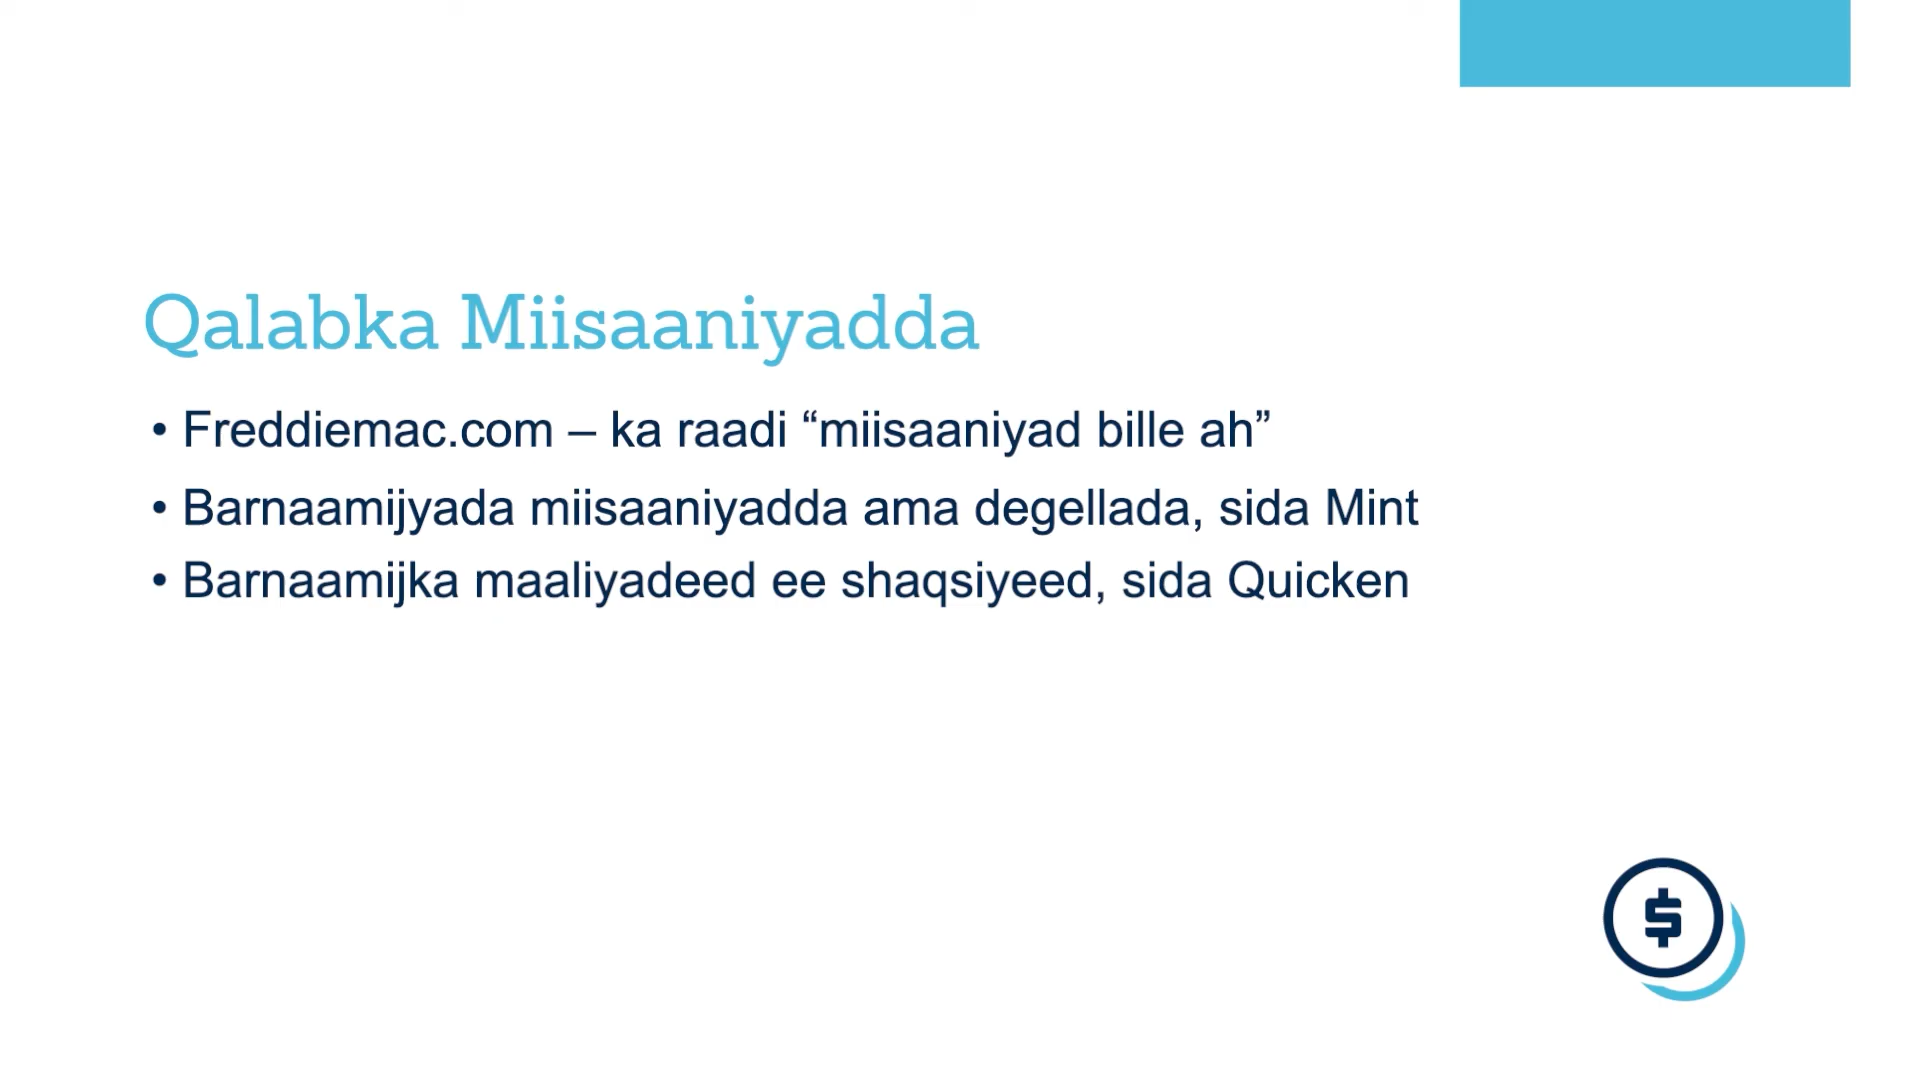 Qalabka Miisaaniyadda
• Freddiemac.com – ka raadi “miisaaniyad bille ah”
• Barnaamijyada miisaaniyadda ama degellada, sida Mint
• Barnaamijka maaliyadeed ee shaqsiyeed, sida Quicken
$